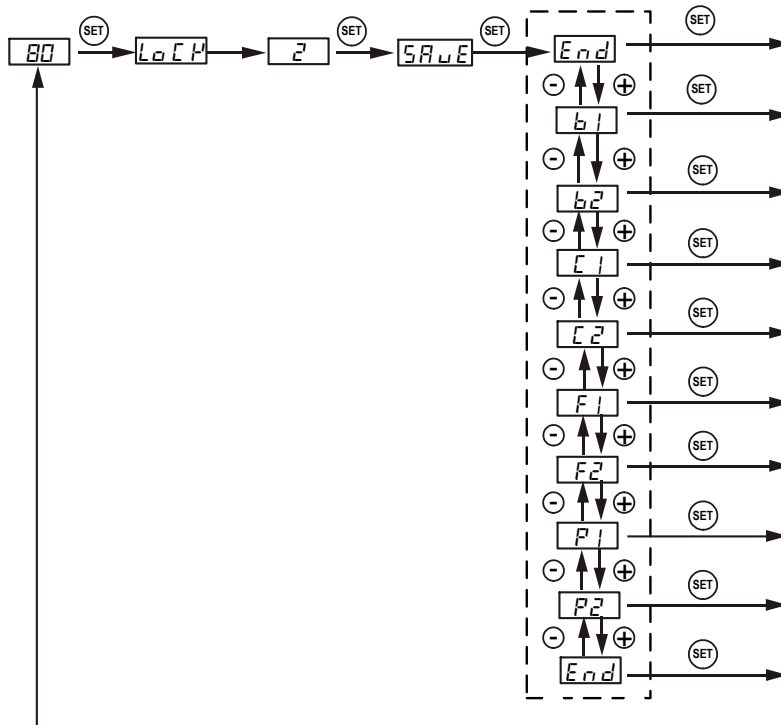 SET SET SET SET
80 LoCK 2 SAvE End
- +
SET
b1
- +
SET
b2
- +
SET
C1
- +
SET
C2
- +
SET
F1
- +
SET
F2
- +
SET
P1
- +
SET
P2
- +
SET
End